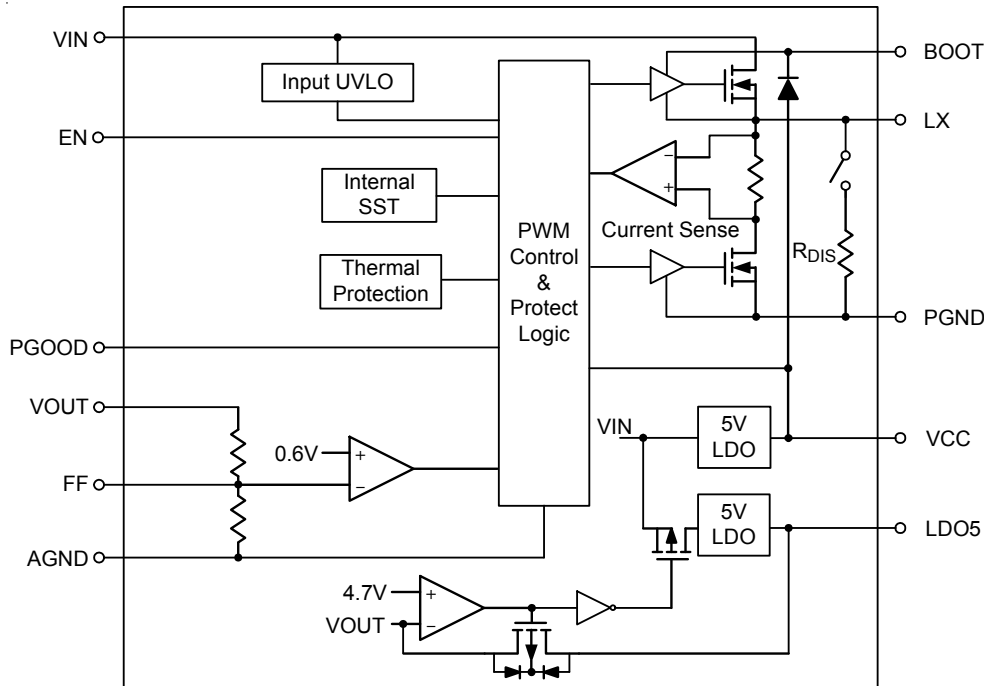 VIN
BOOT
Input UVLO
LX
EN
−
+
Internal
SST
Current Sense
PWM
Control
&
Protect
Logic
RDIS
Thermal
Protection
PGND
PGOOD
VOUT
VIN
5V
LDO
VCC
0.6V
+
−
FF
5V
LDO
LDO5
AGND
4.7V
+
VOUT
−